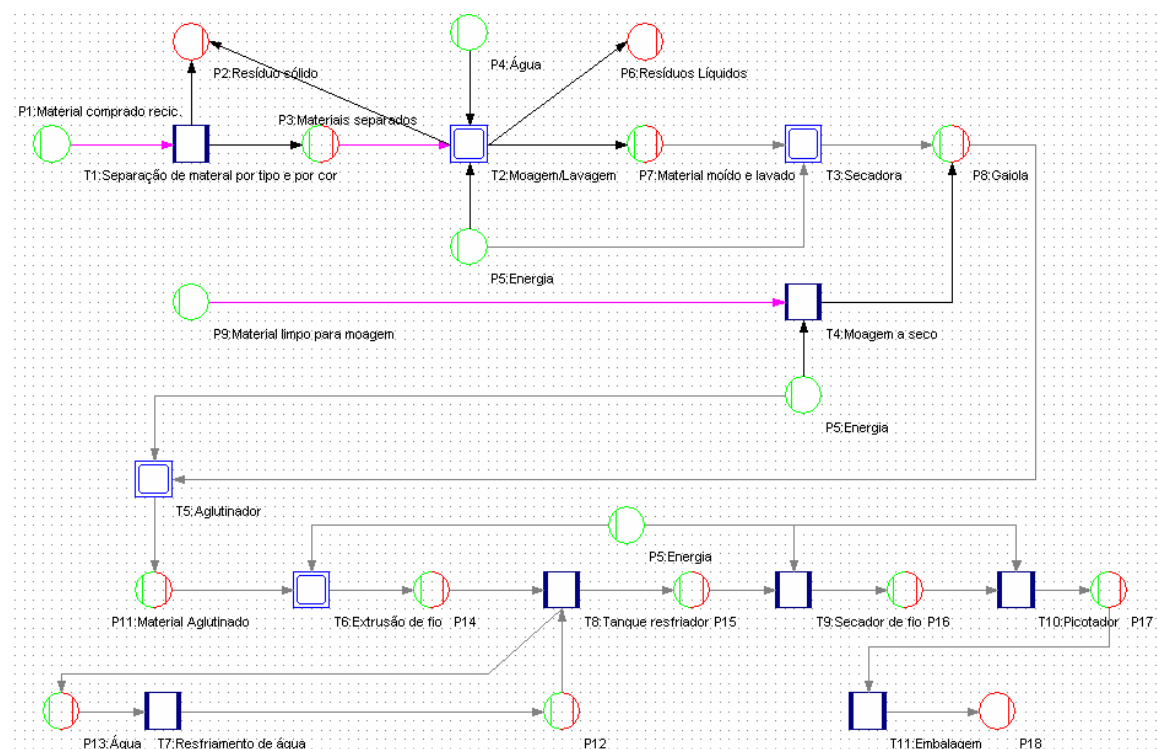 P4:Água
P2:Resíduo sólido
P6:Resíduos Líquidos
P1:Material comprado recic.
P3:Materiais separados
T1:Separação de materal por tipo e por cor
T2:Moagem/Lavagem
P7:Material moído e lavado
T3:Secadora
P8:Gaiola
P5:Energia
P9:Material limpo para moagem
T4:Moagem a seco
P5:Energia
T5:Aglutinador
P5:Energia
P11:Material Aglutinado
T6:Extrusão de fio
P14
T8:Tanque resfriador
P15
T9:Secador de fio
P16
T10:Picotador
P17
P13:Água
T7:Resfriamento de água
P12
T11:Embalagem
P18